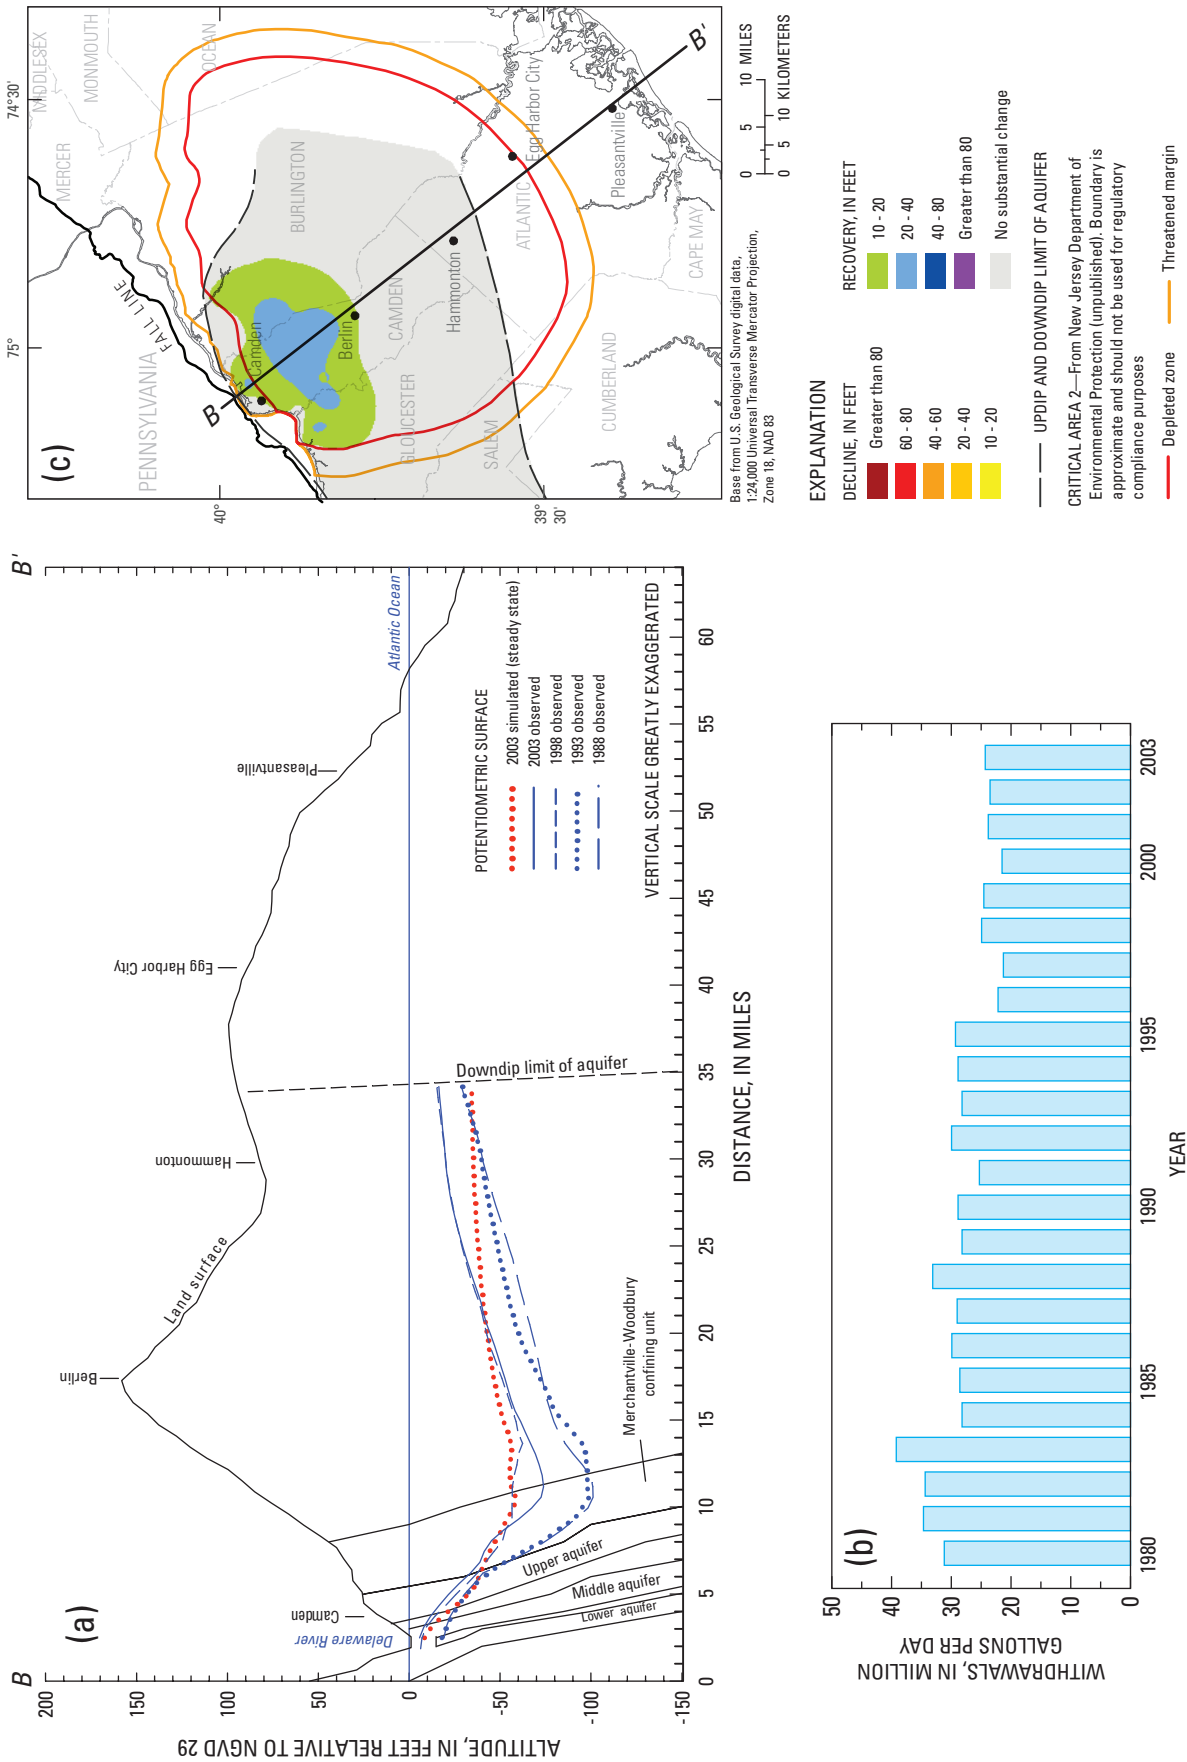 (a)
B
B'
200
150
100
50
0
-50
-100
-150
ALTITUDE, IN FEET RELATIVE TO NGVD 29
Delaware River
Camden
Berlin
Land surface
Hammonton
Egg Harbor City
Pleasantville
Atlantic Ocean
Downdip limit of aquifer
Upper aquifer
Middle aquifer
Lower aquifer
Merchantville-Woodbury
confining unit
POTENTIOMETRIC SURFACE
2003 simulated (steady state)
2003 observed
1998 observed
1993 observed
1988 observed
VERTICAL SCALE GREATLY EXAGGERATED
0
5
10
15
20
25
30
35
40
45
50
55
60
DISTANCE, IN MILES
(b)
50
40
30
20
10
0
WITHDRAWALS, IN MILLION
GALLONS PER DAY
1980
1985
1990
1995
2000
2003
YEAR
(c)
75°
74°30'
40°
39°
30'
PENNSYLVANIA
FALL LINE
MERCER
MIDDLESEX
MONMOUTH
OCEAN
BURLINGTON
B
Camden
Berlin
CAMDEN
GLOUCESTER
Hammonton
SALEM
ATLANTIC
Egg Harbor City
CUMBERLAND
CAPE MAY
Pleasantville
B'
Base from U.S. Geological Survey digital data,
1:24,000 Universal Transverse Mercator Projection,
Zone 18, NAD 83
0 5 10 MILES
0 5 10 KILOMETERS
EXPLANATION
DECLINE, IN FEET
Greater than 80
60 - 80
40 - 60
20 - 40
10 - 20
RECOVERY, IN FEET
10 - 20
20 - 40
40 - 80
Greater than 80
No substantial change
UPDIP AND DOWNDIP LIMIT OF AQUIFER
CRITICAL AREA 2—From New Jersey Department of
Environmental Protection (unpublished). Boundary is
approximate and should not be used for regulatory
compliance purposes
Depleted zone
Threatened margin